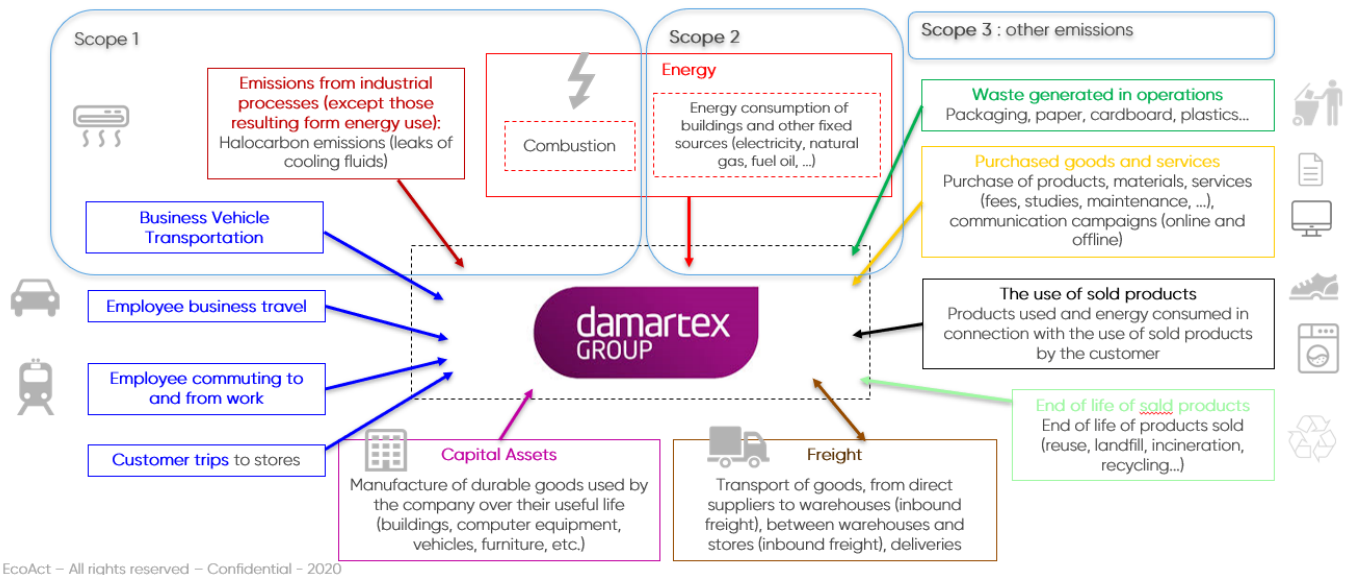 Scope 1
Scope 2
Scope 3 : other emissions
Emissions from industrial
processes (except those
resulting form energy use):
Halocarbon emissions (leaks of
cooling fluids)
Energy
Combustion
Energy consumption of
buildings and other fixed
sources (electricity, natural
gas, fuel oil, ...)
Waste generated in operations
Packaging, paper, cardboard, plastics...
Purchased goods and services
Purchase of products, materials, services
(fees, studies, maintenance, ...),
communication campaigns (online and
offline)
Business Vehicle
Transportation
Employee business travel
Employee commuting to
and from work
Customer trips to stores
damartex
GROUP
The use of sold products
Products used and energy consumed in
connection with the use of sold products
by the customer
End of life of sald products
End of life of products sold
(reuse, landfill, incineration,
recycling...)
Capital Assets
Manufacture of durable goods used by
the company over their useful life
(buildings, computer equipment,
vehicles, furniture, etc.)
Freight
Transport of goods, from direct
suppliers to warehouses (inbound
freight), between warehouses and
stores (inbound freight), deliveries
EcoAct – All rights reserved – Confidential - 2020